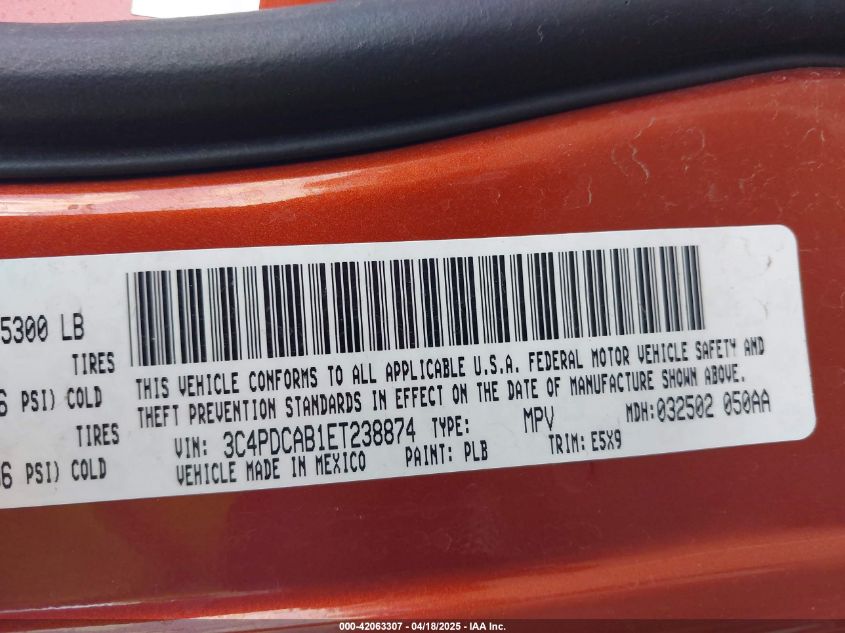 5300 LB
TIRES
6 PSI) COLD
TIRES
6 PSI) COLD
THIS VEHICLE CONFORMS TO ALL APPLICABLE U.S.A. FEDERAL MOTOR VEHICLE SAFETY AND
THEFT PREVENTION STANDARDS IN EFFECT ON THE DATE OF MANUFACTURE SHOWN ABOVE.
VIN: 3C4PDCAB1ET238874 TYPE: MPV MDH:032502 050AA
VEHICLE MADE IN MEXICO PAINT: PLB TRIM: E5X9
000-42063307 - 04/18/2025 - IAA Inc.